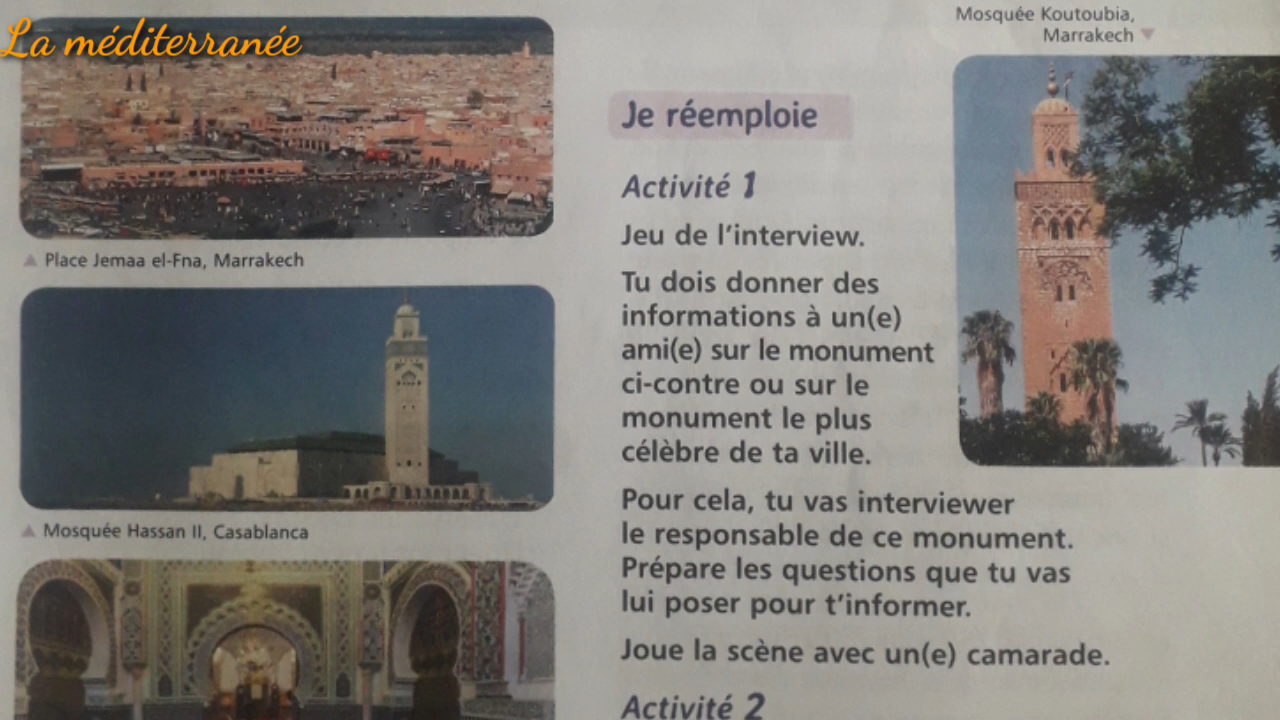 La méditerranée
Place Jemaa el-Fna, Marrakech
Mosquée Hassan II, Casablanca
Mosquée Koutoubia,
Marrakech
Je réemploie
Activité 1
Jeu de l'interview.
Tu dois donner des
informations à un(e)
ami(e) sur le monument
ci-contre ou sur le
monument le plus
célèbre de ta ville.
Pour cela, tu vas interviewer
le responsable de ce monument.
Prépare les questions que tu vas
lui poser pour t'informer.
Joue la scène avec un(e) camarade.
Activité 2